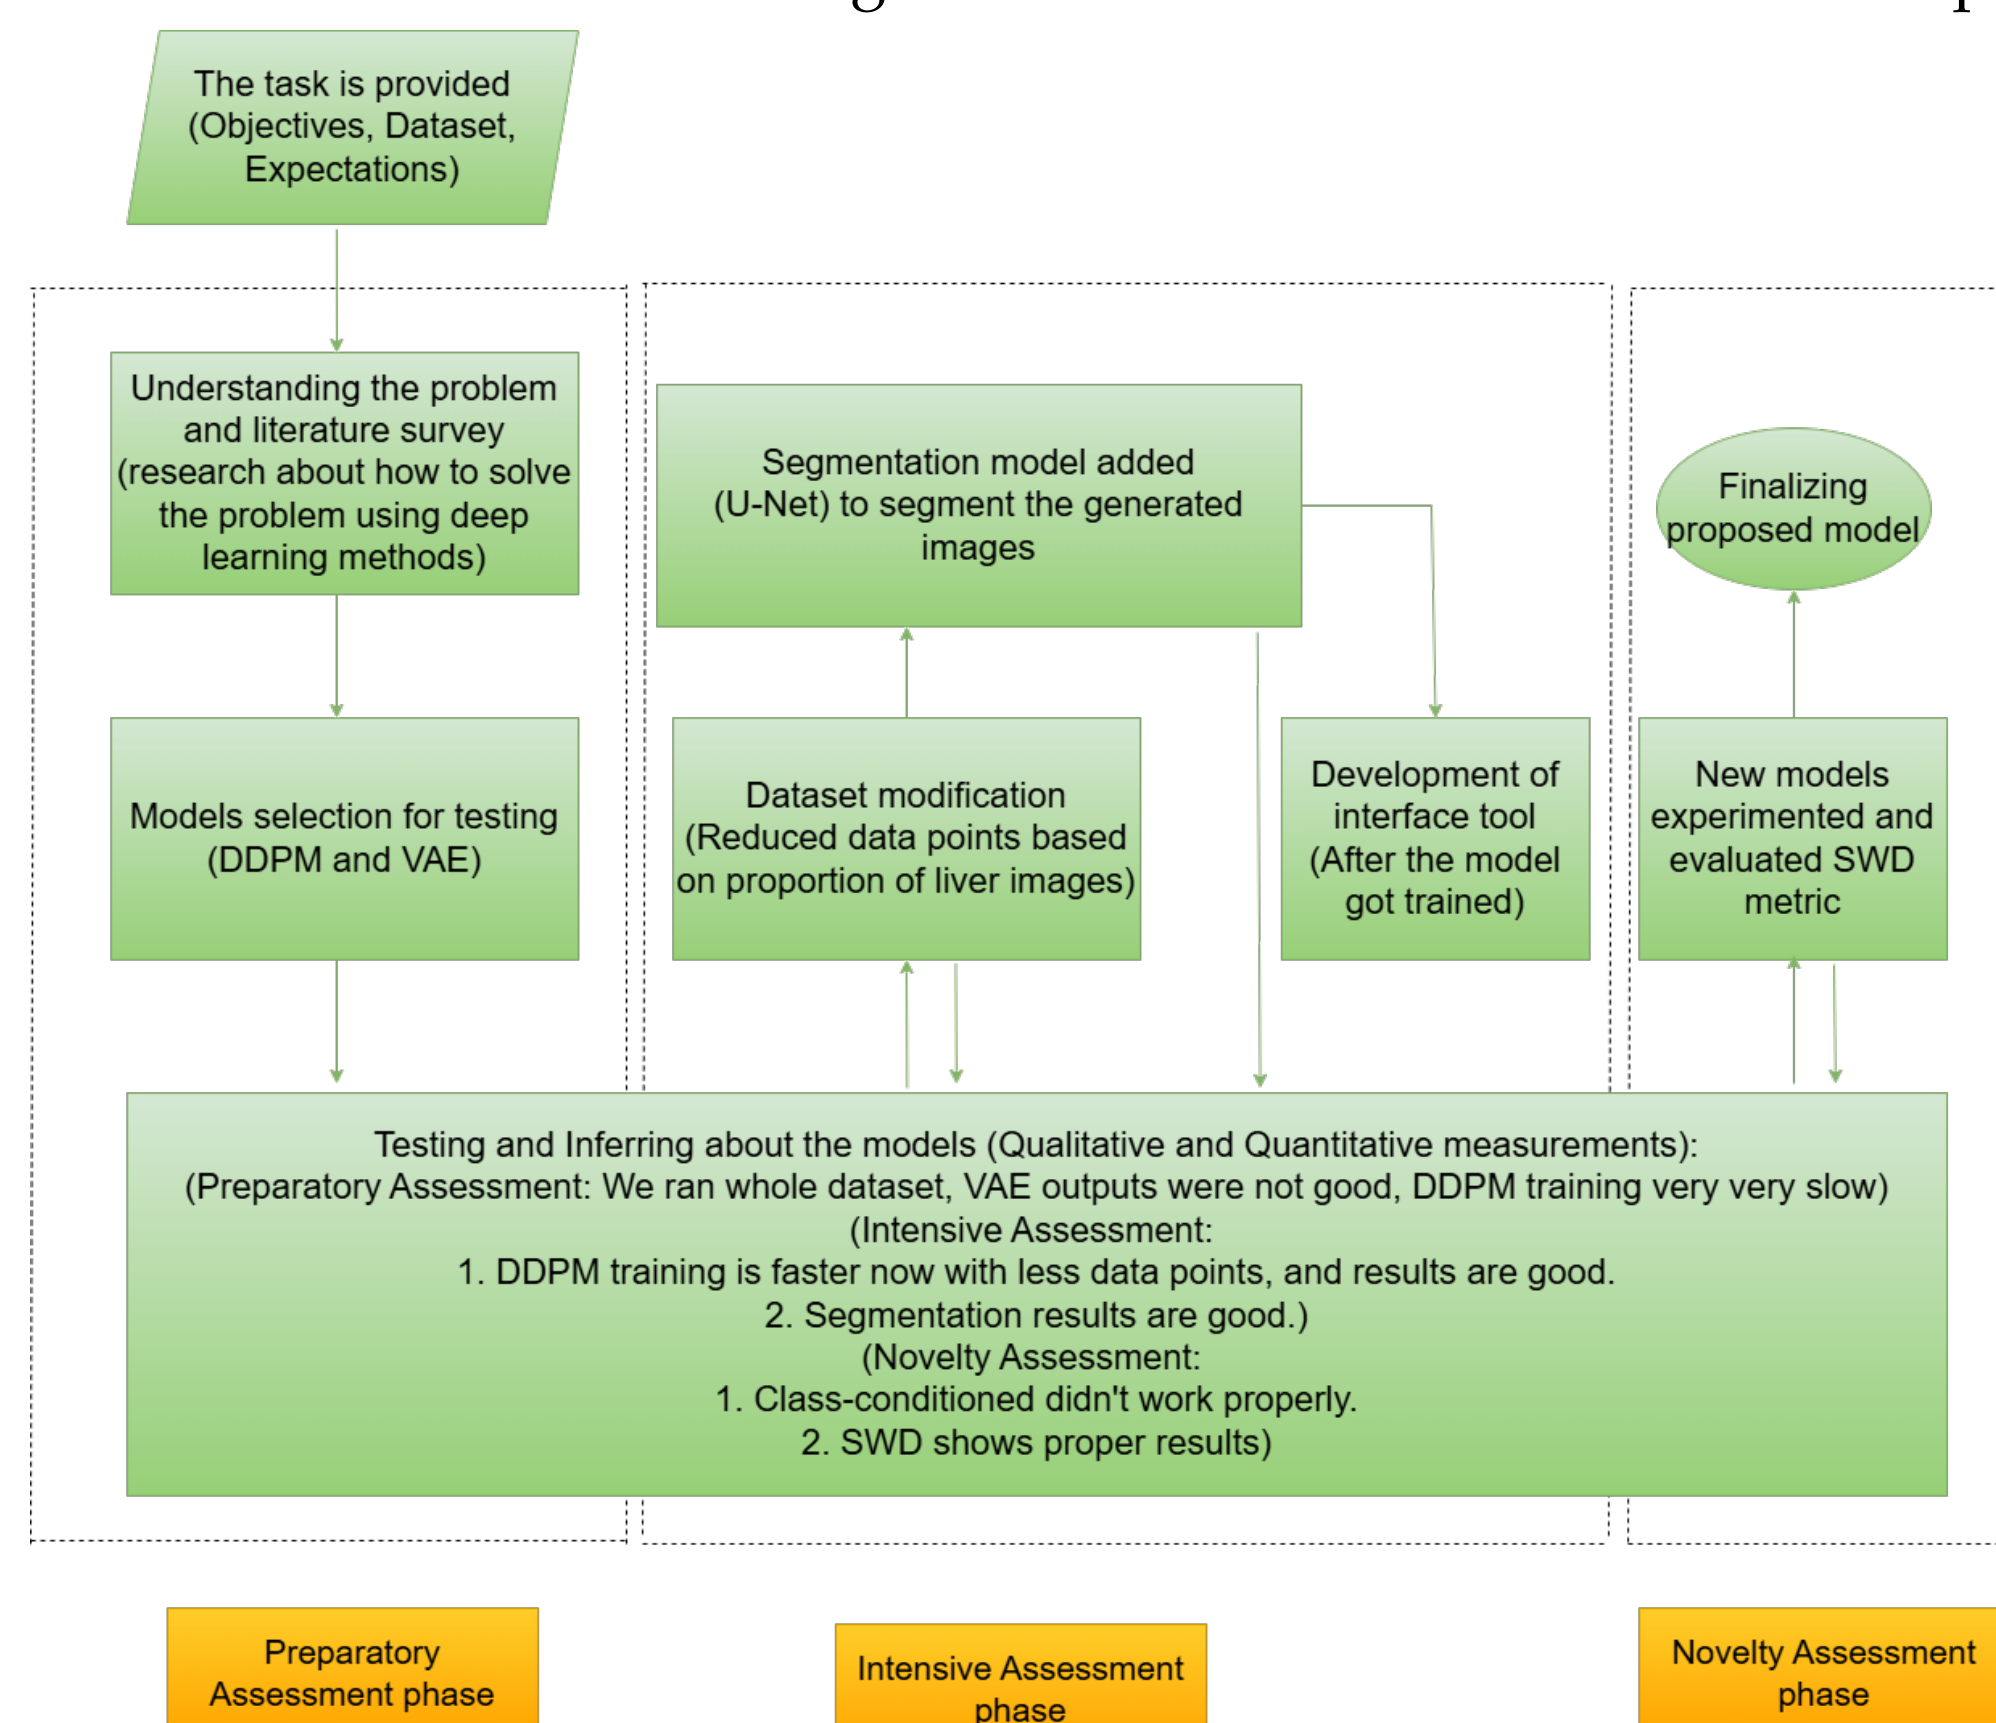 The task is provided
(Objectives, Dataset,
Expectations)
Understanding the problem
and literature survey
(research about how to solve
the problem using deep
learning methods)
Models selection for testing
(DDPM and VAE)
Segmentation model added
(U-Net) to segment the generated
images
Dataset modification
(Reduced data points based
on proportion of liver images)
Development of
interface tool
(After the model
got trained)
Finalizing
proposed model
New models
experimented and
evaluated SWD
metric
Testing and Inferring about the models (Qualitative and Quantitative measurements):
(Preparatory Assessment: We ran whole dataset, VAE outputs were not good, DDPM training very very slow)
(Intensive Assessment:
1. DDPM training is faster now with less data points, and results are good.
2. Segmentation results are good.)
(Novelty Assessment:
1. Class-conditioned didn't work properly.
2. SWD shows proper results)
Preparatory
Assessment phase
Intensive Assessment
phase
Novelty Assessment
phase